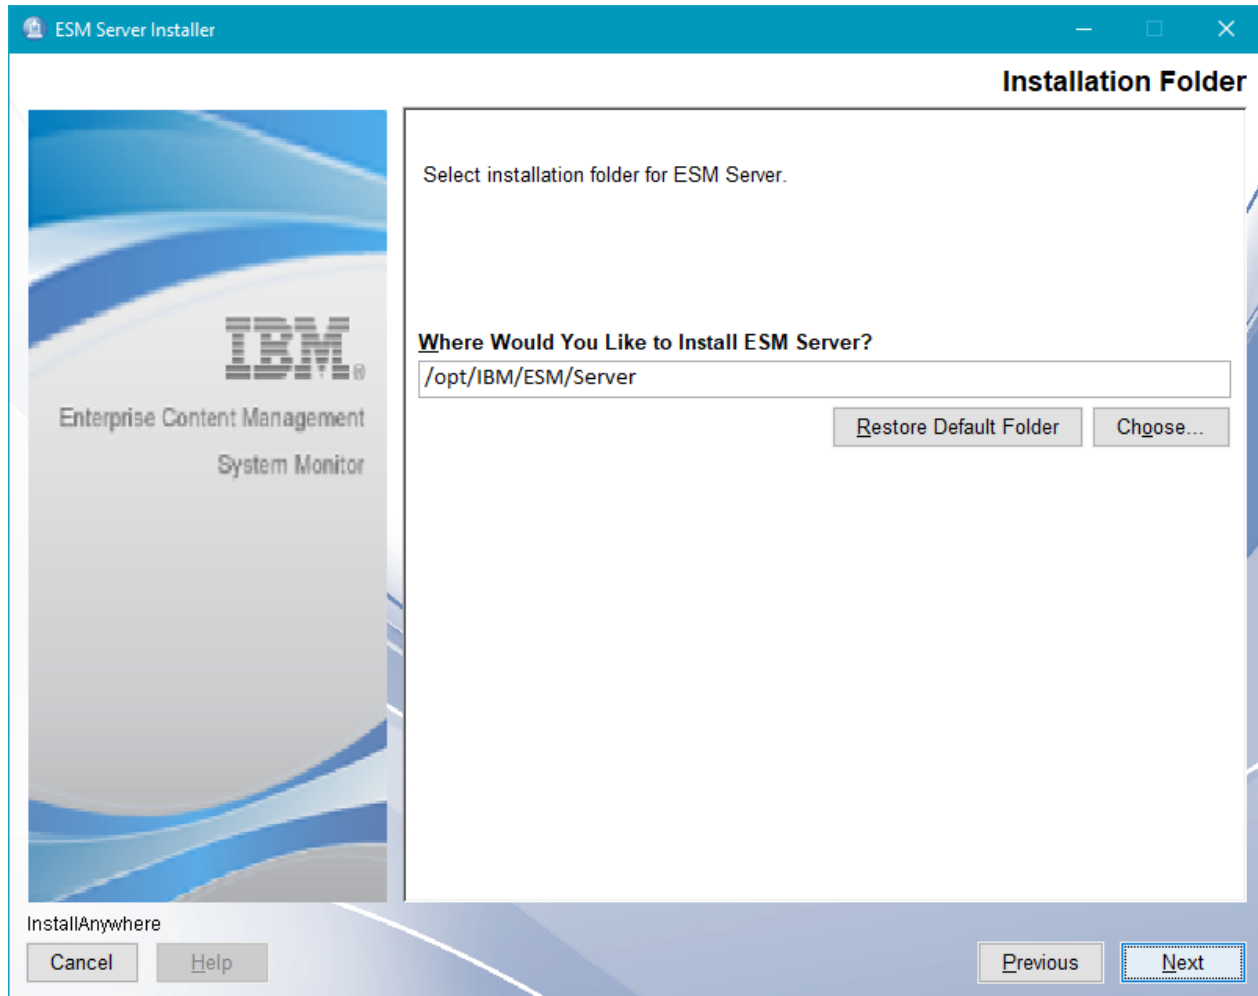 ESM Server Installer
Installation Folder
Select installation folder for ESM Server.
IBM®
Enterprise Content Management
System Monitor
Where Would You Like to Install ESM Server?
/opt/IBM/ESM/Server
Restore Default Folder
Choose...
InstallAnywhere
Cancel
Help
Previous
Next